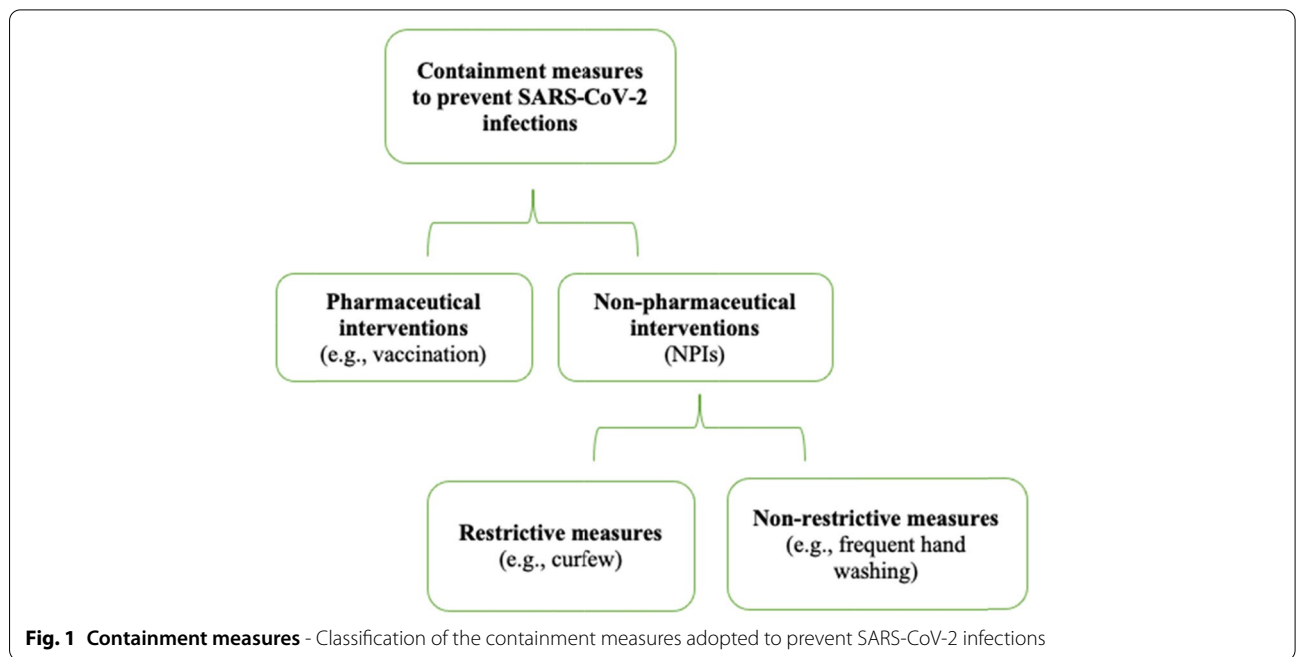 Containment measures
to prevent SARS-CoV-2
infections
Pharmaceutical
interventions
(e.g., vaccination)
Non-pharmaceutical
interventions
(NPIs)
Restrictive measures
(e.g., curfew)
Non-restrictive measures
(e.g., frequent hand
washing)
Fig. 1 Containment measures - Classification of the containment measures adopted to prevent SARS-CoV-2 infections